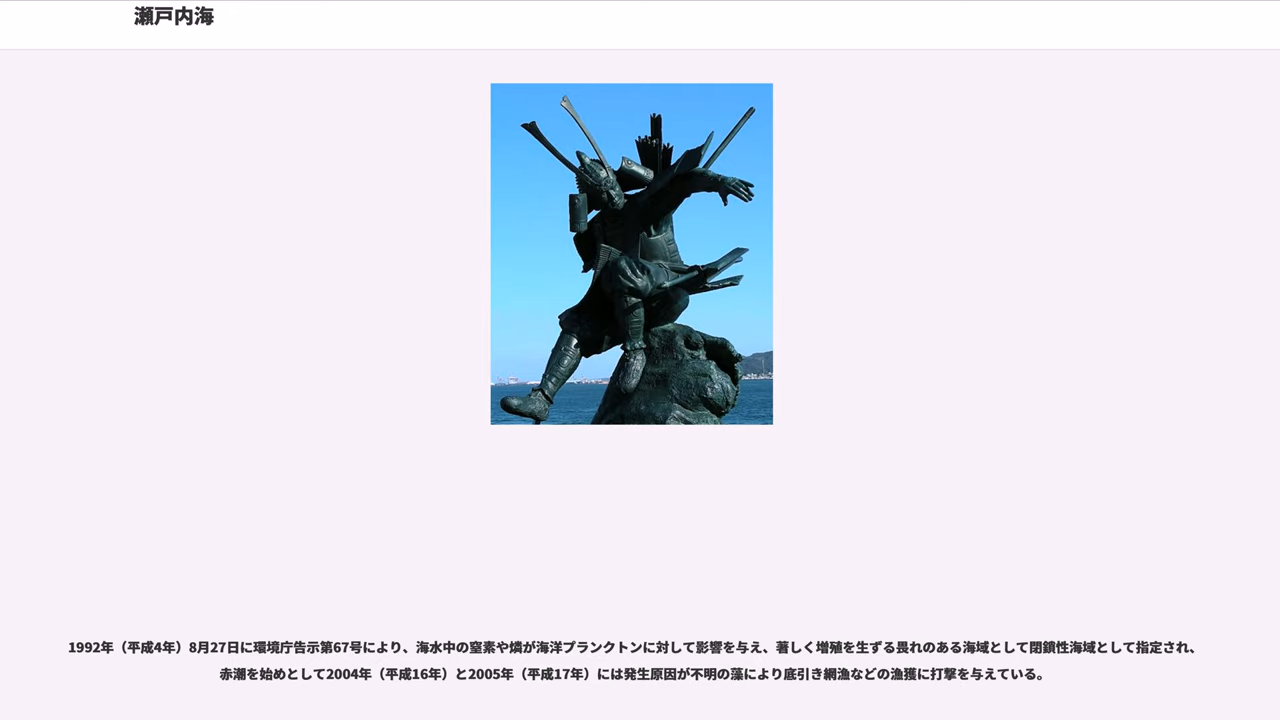 瀬戸内海
1992年（平成4年）8月27日に環境庁告示第67号により、海水中の窒素や燐が海洋プランクトンに対して影響を与え、著しく増殖を生ずる畏れのある海域として閉鎖性海域として指定され、
赤潮を始めとして2004年（平成16年）と2005年（平成17年）には発生原因が不明の藻により底引き網漁などの漁獲に打撃を与えている。